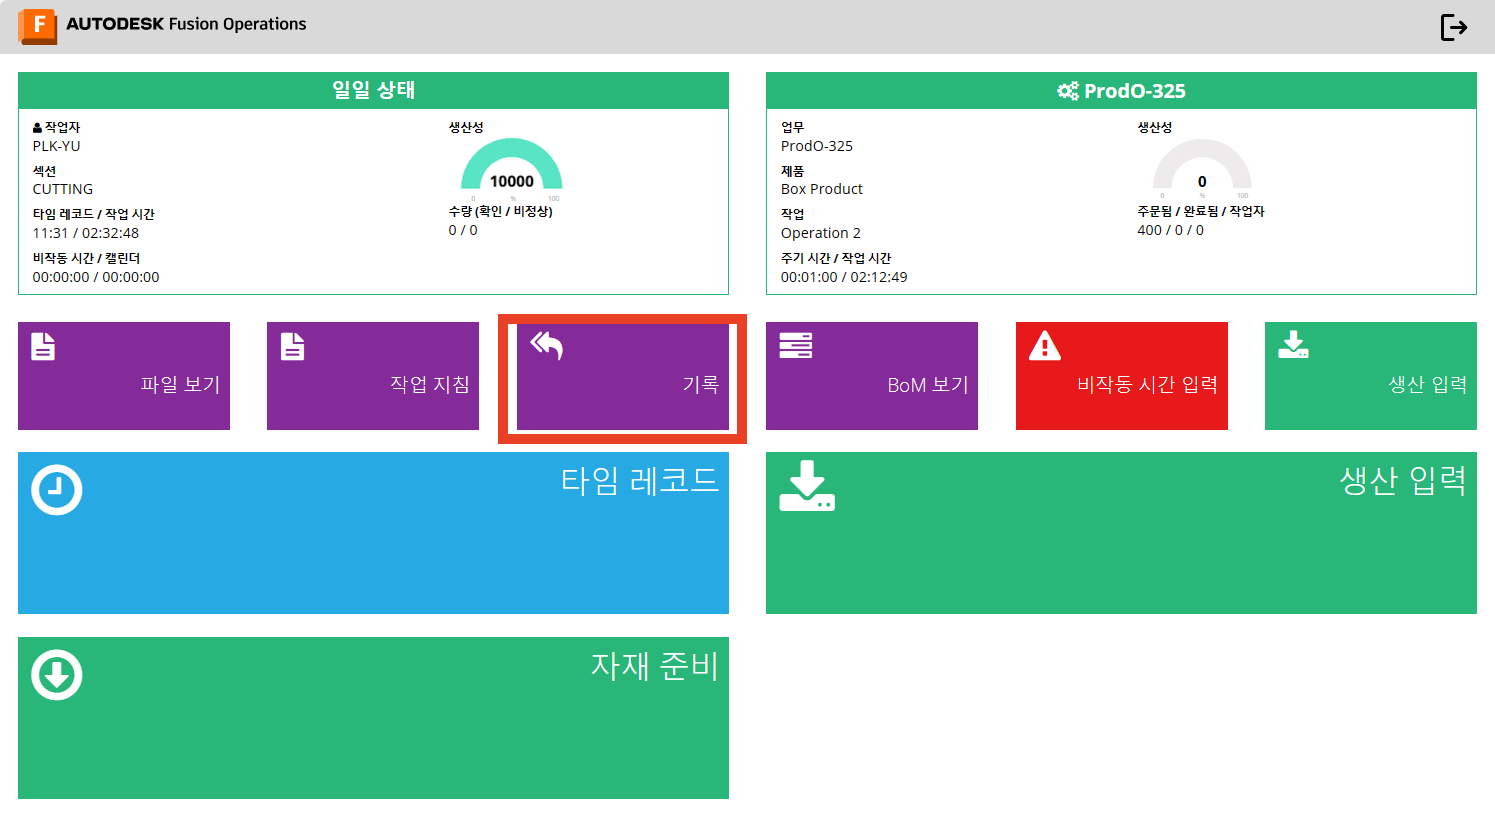 F AUTODESK Fusion Operations
일일 상태
작업자
PLK-YU
섹션
CUTTING
타임 레코드 / 작업 시간
11:31 / 02:32:48
비작동 시간 / 캘린더
00:00:00 / 00:00:00
생산성
10000
0 % 100
수량 (확인 / 비정상)
0 / 0
ProdO-325
업무
ProdO-325
제품
Box Product
작업
Operation 2
주기 시간 / 작업 시간
00:01:00 / 02:12:49
생산성
0
0 % 100
주문됨 / 완료됨 / 작업자
400 / 0 / 0
파일 보기
작업 지침
기록
BoM 보기
비작동 시간 입력
생산 입력
타임 레코드
생산 입력
자재 준비